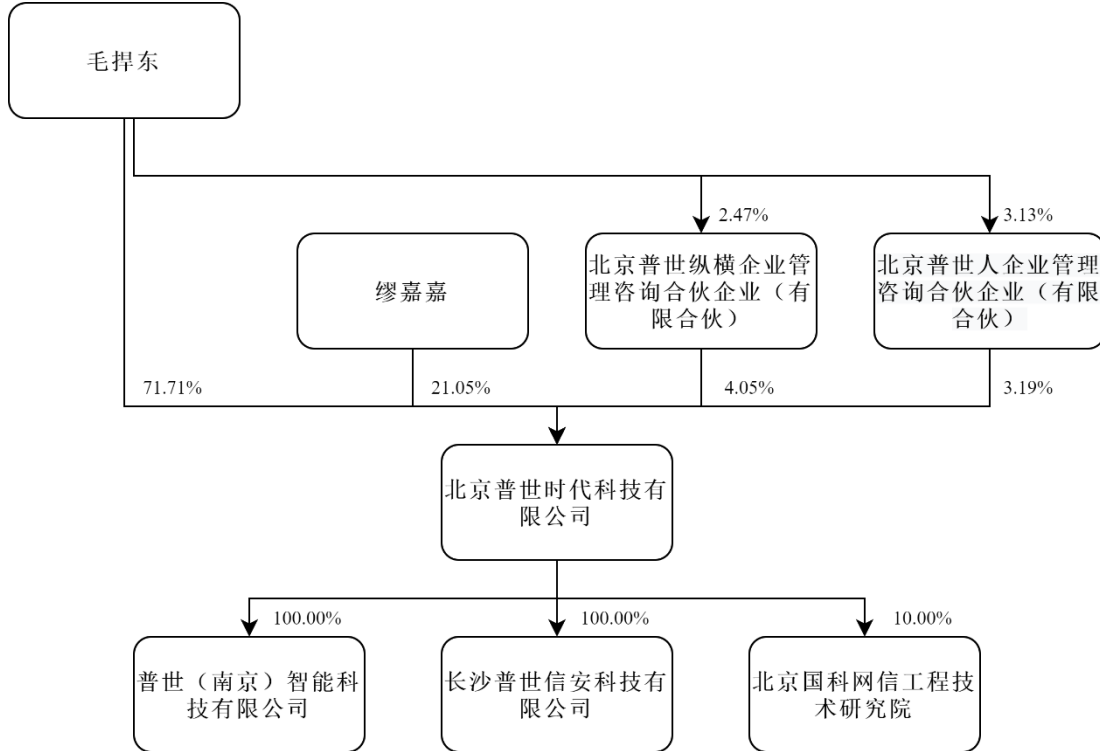 毛捍东
2.47%
3.13%
缪嘉嘉
北京普世纵横企业管
理咨询合伙企业（有
限合伙）
北京普世人企业管理
咨询合伙企业（有限
合伙）
71.71%
21.05%
4.05%
3.19%
北京普世时代科技有
限公司
100.00%
100.00%
10.00%
普世（南京）智能科
技有限公司
长沙普世信安科技有
限公司
北京国科网信工程技
术研究院